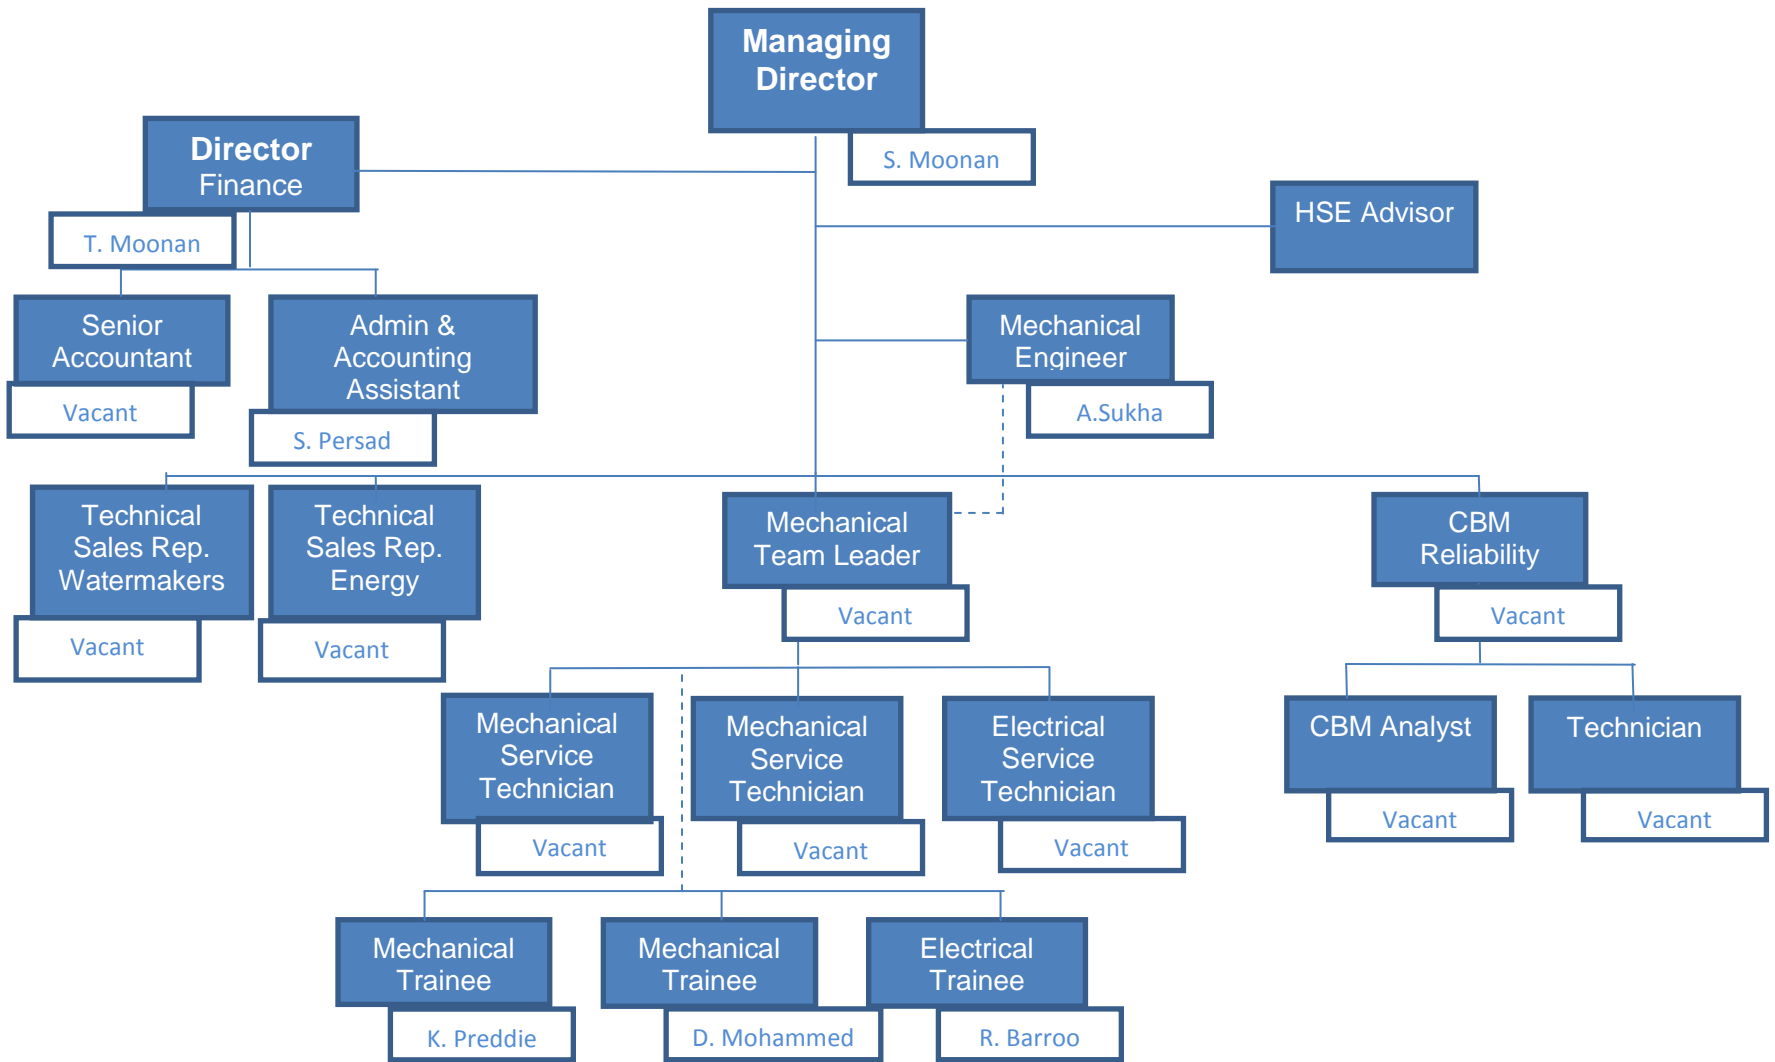 Managing
Director
S. Moonan
Director
Finance
T. Moonan
HSE Advisor
Senior
Accountant
Vacant
Admin &
Accounting
Assistant
S. Persad
Mechanical
Engineer
A.Sukha
Technical
Sales Rep.
Watermakers
Vacant
Technical
Sales Rep.
Energy
Vacant
Mechanical
Team Leader
Vacant
CBM
Reliability
Vacant
Mechanical
Service
Technician
Vacant
Mechanical
Service
Technician
Vacant
Electrical
Service
Technician
Vacant
CBM Analyst
Vacant
Technician
Vacant
Mechanical
Trainee
K. Preddie
Mechanical
Trainee
D. Mohammed
Electrical
Trainee
R. Barroo